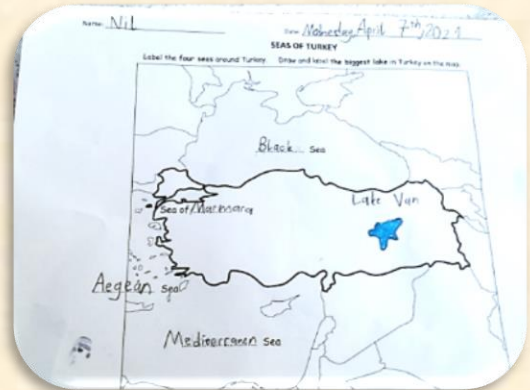 Name: Nil
Date: Wednesday April 7th, 2021
SEAS OF TURKEY
Label the four seas around Turkey Draw and label the biggest lake in Turkey on the map.
Black Sea
Lake Van
Sea of Marmara
Aegean Sea
Mediterranean Sea